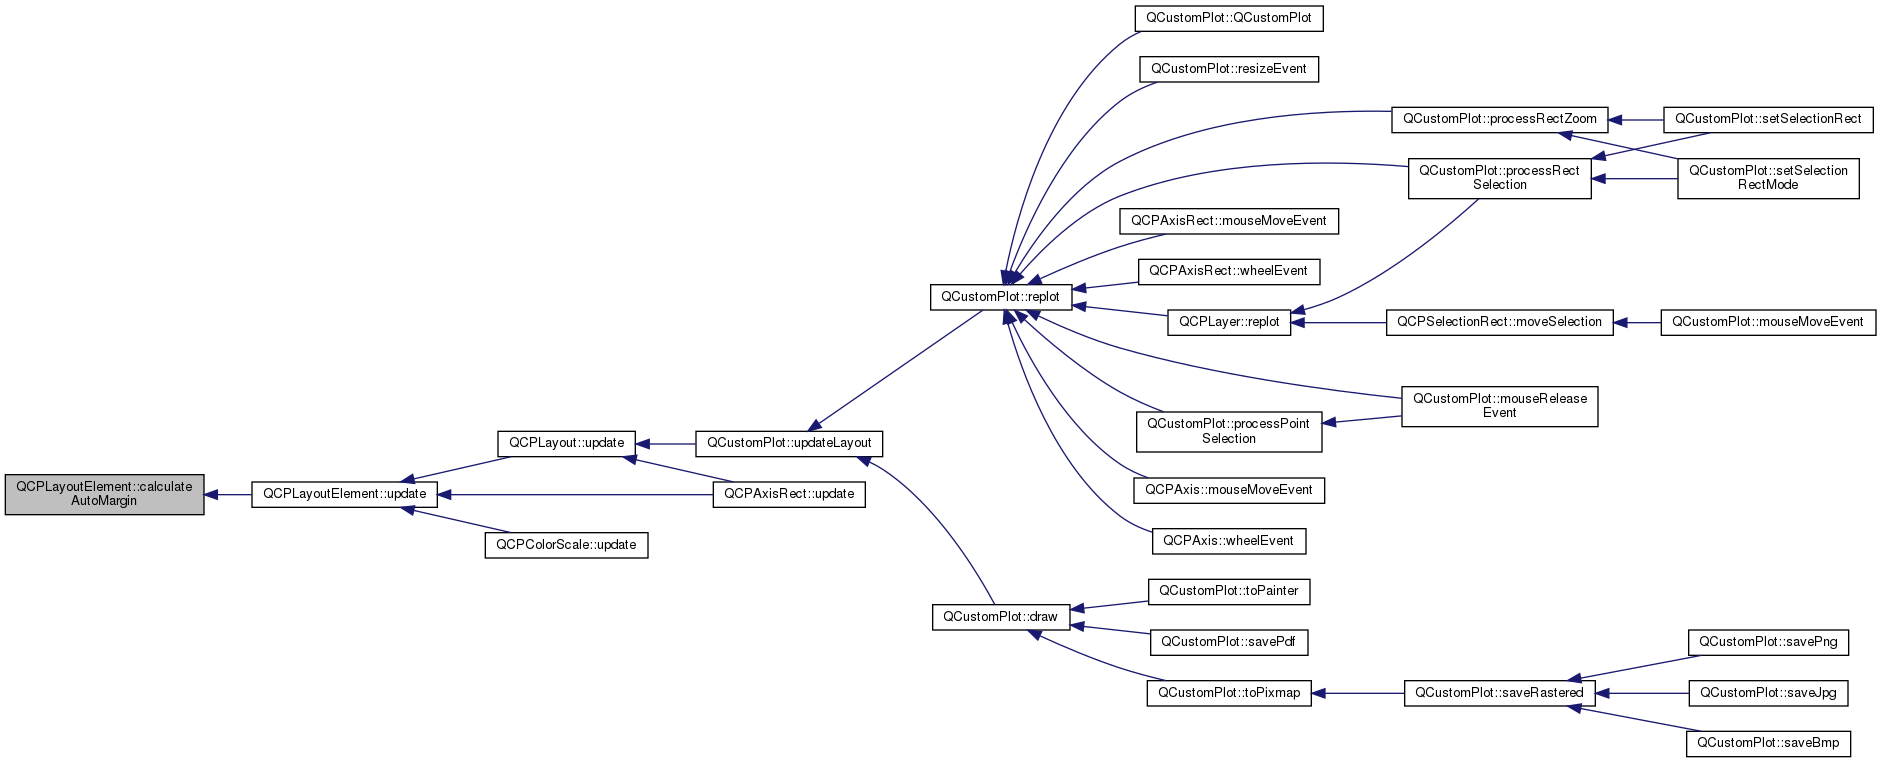 QCustomPlot::QCustomPlot
QCustomPlot::resizeEvent
QCustomPlot::processRectZoom
QCustomPlot::setSelectionRect
QCustomPlot::processRect
Selection
QCustomPlot::setSelection
RectMode
QCPAxisRect::mouseMoveEvent
QCPAxisRect::wheelEvent
QCustomPlot::replot
QCPLayer::replot
QCPSelectionRect::moveSelection
QCustomPlot::mouseMoveEvent
QCustomPlot::mouseRelease
Event
QCustomPlot::processPoint
Selection
QCPLayout::update
QCustomPlot::updateLayout
QCPLayoutElement::calculate
AutoMargin
QCPLayoutElement::update
QCPAxisRect::update
QCPAxis::mouseMoveEvent
QCPColorScale::update
QCPAxis::wheelEvent
QCustomPlot::toPainter
QCustomPlot::draw
QCustomPlot::savePdf
QCustomPlot::savePng
QCustomPlot::toPixmap
QCustomPlot::saveRastered
QCustomPlot::saveJpg
QCustomPlot::saveBmp